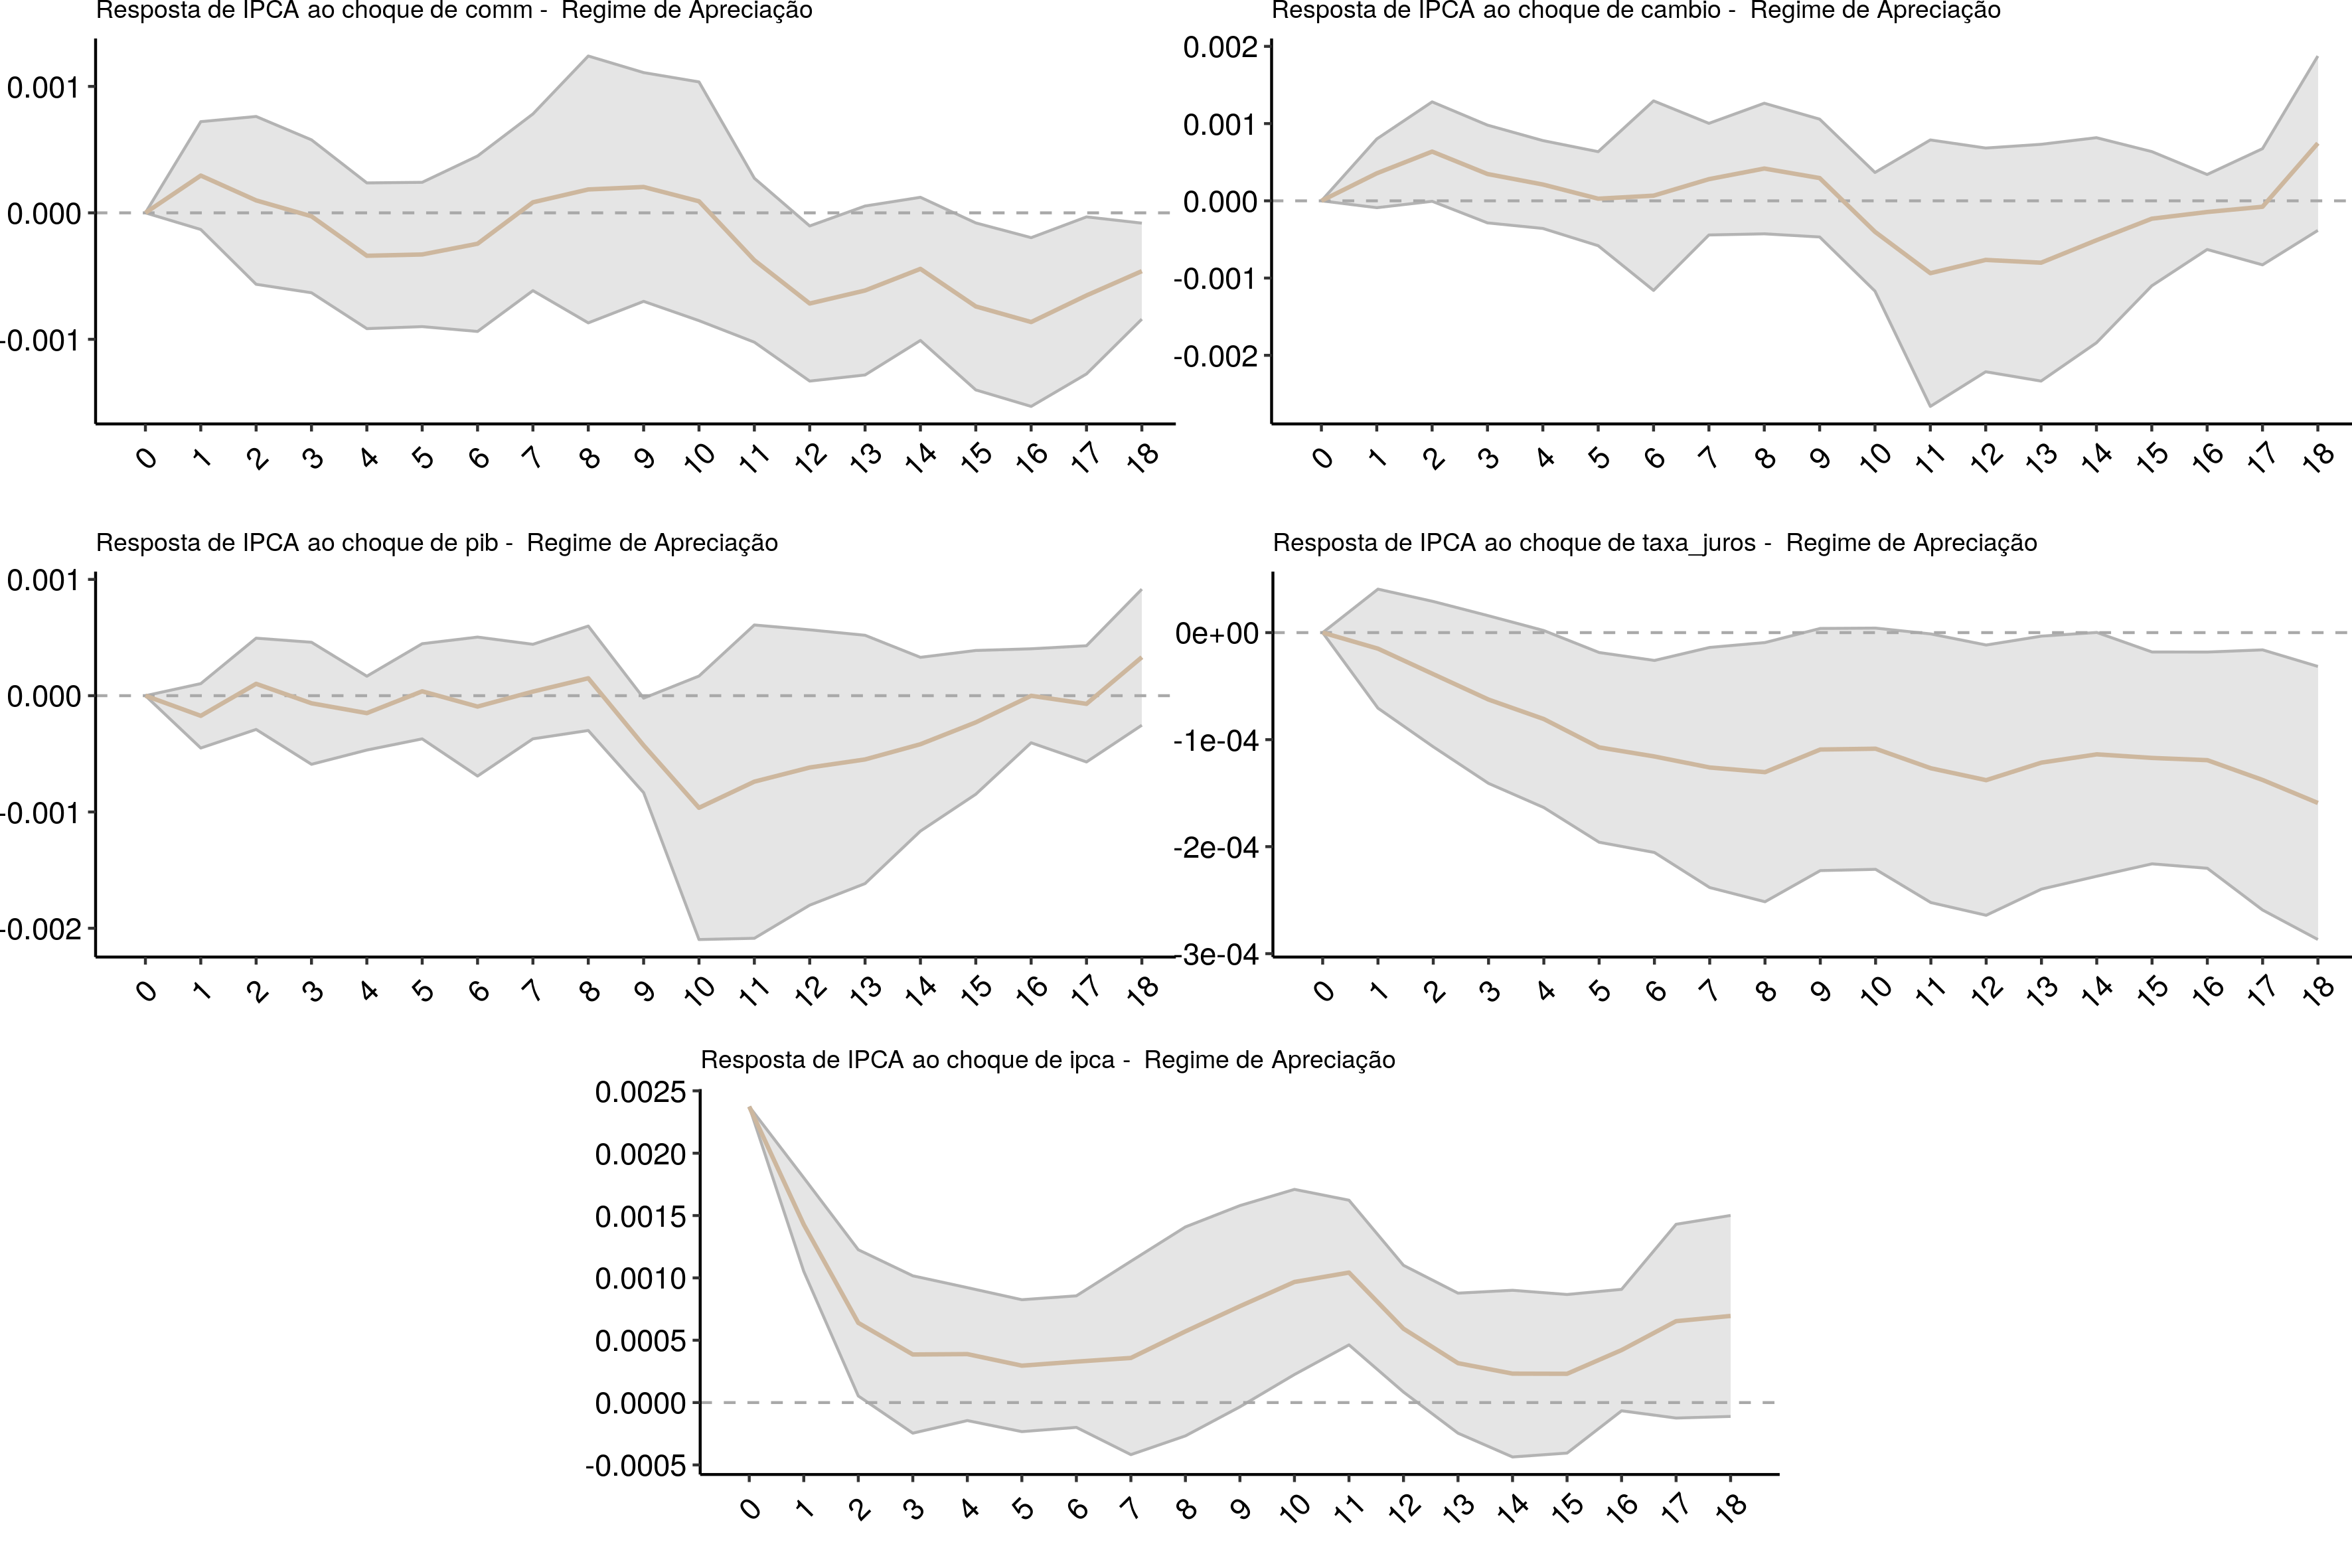 Resposta de IPCA ao choque de comm -  Regime de Apreciação
0.001
0.000
-0.001
0 1 2 3 4 5 6 7 8 9 10 11 12 13 14 15 16 17 18
Resposta de IPCA ao choque de cambio -  Regime de Apreciação
0.002
0.001
0.000
-0.001
-0.002
0 1 2 3 4 5 6 7 8 9 10 11 12 13 14 15 16 17 18
Resposta de IPCA ao choque de pib -  Regime de Apreciação
0.001
0.000
-0.001
-0.002
0 1 2 3 4 5 6 7 8 9 10 11 12 13 14 15 16 17 18
Resposta de IPCA ao choque de taxa_juros -  Regime de Apreciação
0e+00
-1e-04
-2e-04
-3e-04
0 1 2 3 4 5 6 7 8 9 10 11 12 13 14 15 16 17 18
Resposta de IPCA ao choque de ipca -  Regime de Apreciação
0.0025
0.0020
0.0015
0.0010
0.0005
0.0000
-0.0005
0 1 2 3 4 5 6 7 8 9 10 11 12 13 14 15 16 17 18